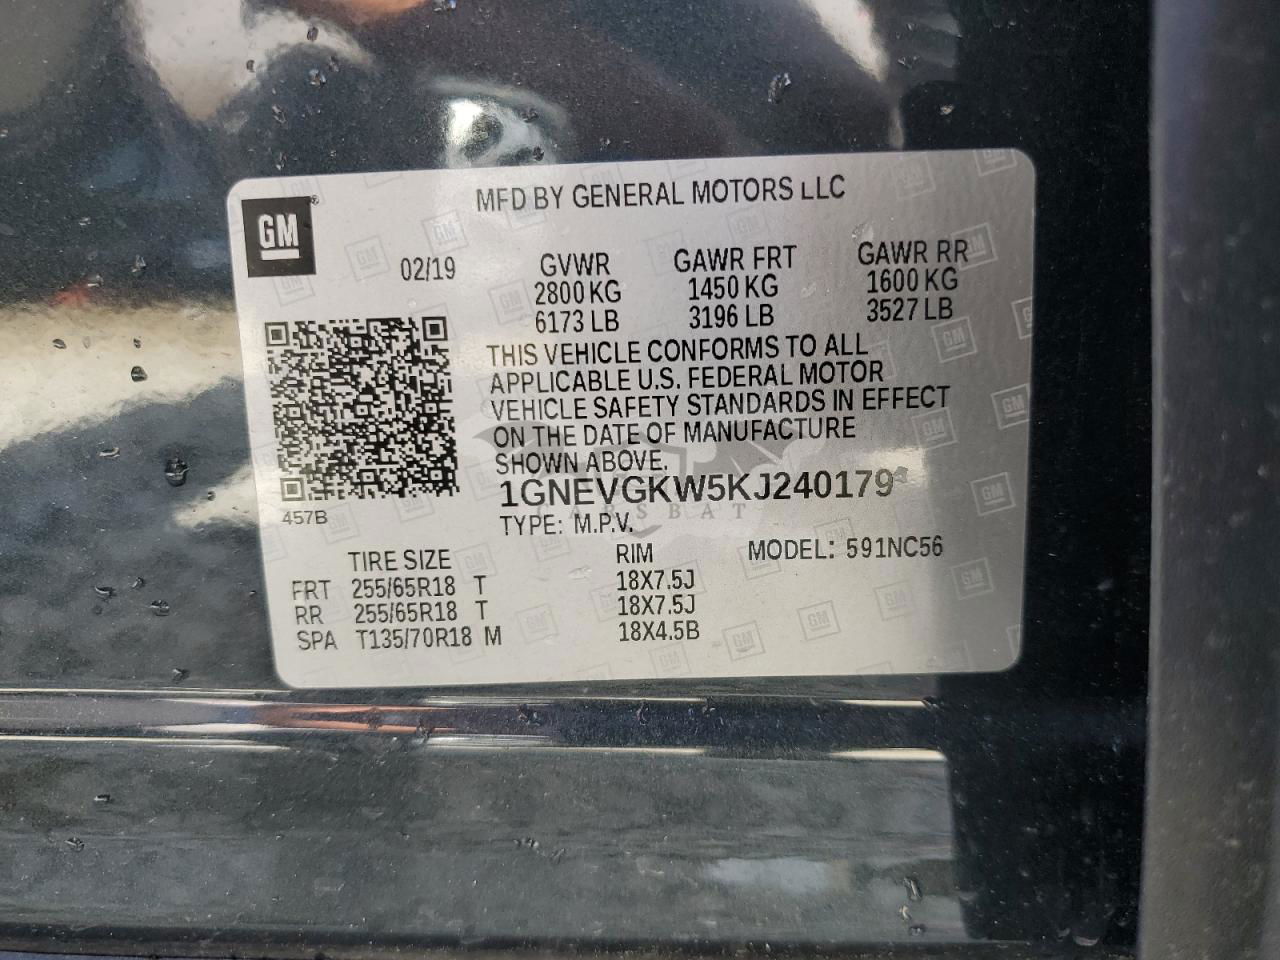 MFD BY GENERAL MOTORS LLC
GM
02/19
GVWR GAWR FRT GAWR RR
2800 KG 1450 KG 1600 KG
6173 LB 3196 LB 3527 LB
THIS VEHICLE CONFORMS TO ALL
APPLICABLE U.S. FEDERAL MOTOR
VEHICLE SAFETY STANDARDS IN EFFECT
ON THE DATE OF MANUFACTURE
SHOWN ABOVE.
1GNEVGKW5KJ240179
CARSBAT
457B
TYPE: M.P.V.
TIRE SIZE RIM MODEL: 591NC56
FRT 255/65R18 T 18X7.5J
RR 255/65R18 T 18X7.5J
SPA T135/70R18 M 18X4.5B